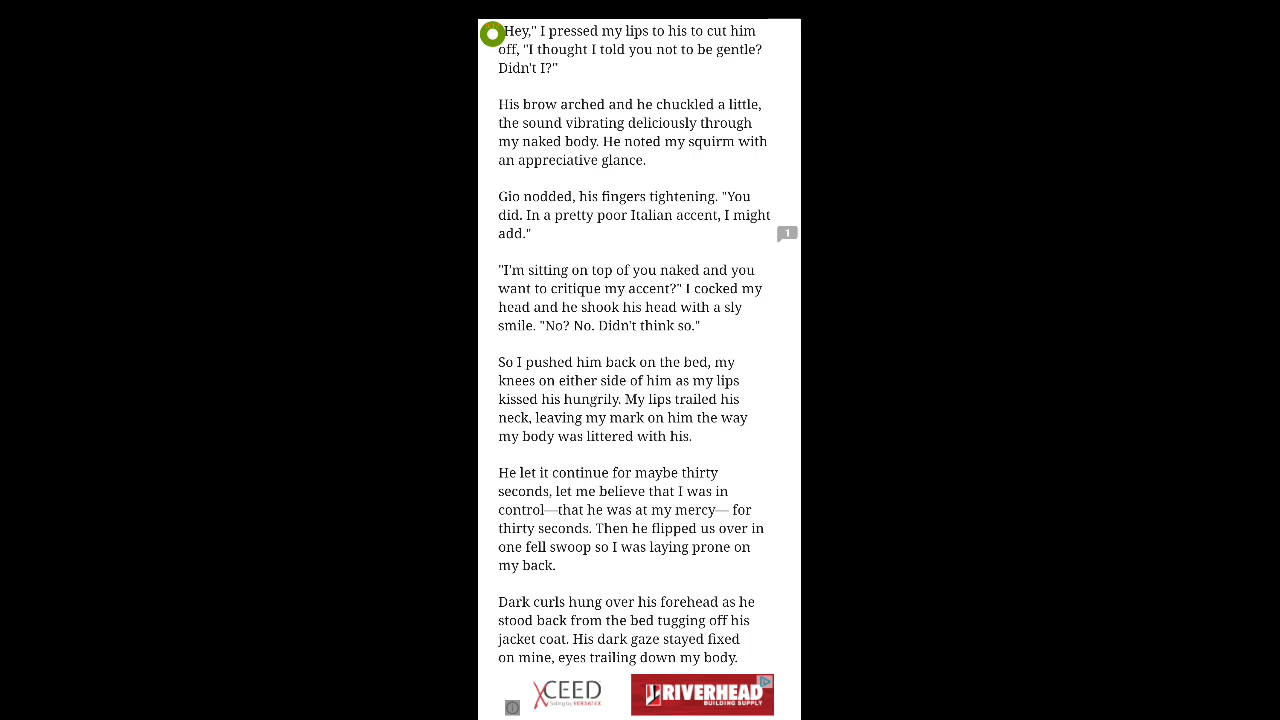 Hey," I pressed my lips to his to cut him
off, "I thought I told you not to be gentle?
Didn't I?"
His brow arched and he chuckled a little,
the sound vibrating deliciously through
my naked body. He noted my squirm with
an appreciative glance.
Gio nodded, his fingers tightening. "You
did. In a pretty poor Italian accent, I might
add."
1
"I'm sitting on top of you naked and you
want to critique my accent?" I cocked my
head and he shook his head with a sly
smile. "No? No. Didn't think so."
So I pushed him back on the bed, my
knees on either side of him as my lips
kissed his hungrily. My lips trailed his
neck, leaving my mark on him the way
my body was littered with his.
He let it continue for maybe thirty
seconds, let me believe that I was in
control—that he was at my mercy— for
thirty seconds. Then he flipped us over in
one fell swoop so I was laying prone on
my back.
Dark curls hung over his forehead as he
stood back from the bed tugging off his
jacket coat. His dark gaze stayed fixed
on mine, eyes trailing down my body.
XCEED
Siding by VERSATEX
RIVERHEAD
BUILDING SUPPLY